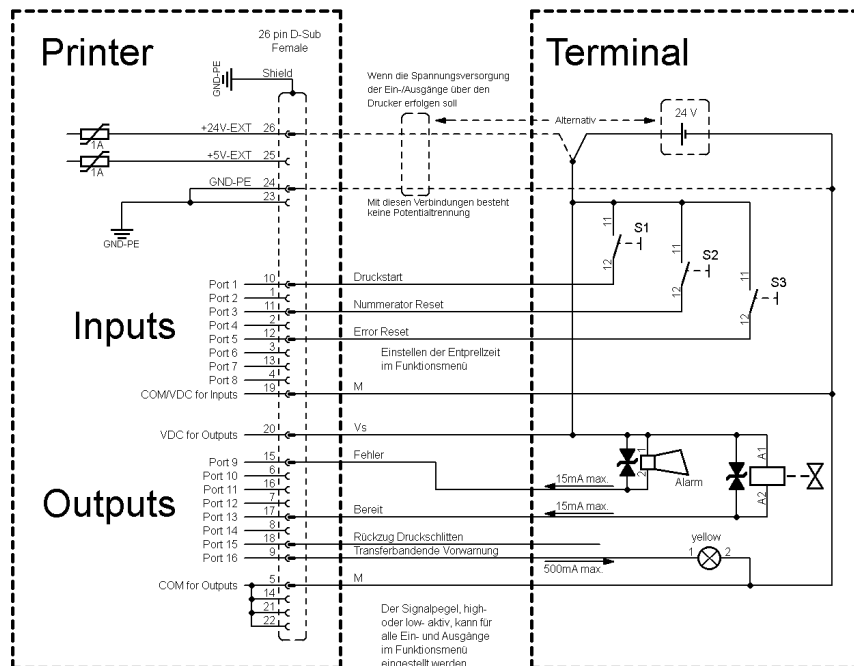 Printer
26 pin D-Sub
Female
Terminal
GND-PE
Shield
Wenn die Spannungsversorgung
der Ein-/Ausgänge über den
Drucker erfolgen soll
Alternativ
24 V
+24V-EXT 26
1A
+5V-EXT 25
1A
GND-PE 24
23
GND-PE
Mit diesen Verbindungen besteht
keine Potentialtrennung
11 S1 12
11 S2 12
11 S3 12
Inputs
Port 1 10 Druckstart
Port 2 1
Port 3 11 Nummerator Reset
Port 4 2
Port 5 12 Error Reset
Port 6 3
Port 7 13
Port 8 4
Einstellen der Entprellzeit
im Funktionsmenü
COM/VDC for Inputs 19 M
VDC for Outputs 20 Vs
Outputs
Port 9 15 Fehler
Port 10 6
Port 11 16
Port 12 7
Port 13 17 Bereit
Port 14 8
Port 15 18 Rückzug Druckschlitten
Port 16 9 Transferbandende Vorwarnung
1 2 Alarm
A1 A2
15mA max.
15mA max.
500mA max.
yellow
1 2
COM for Outputs 5 M
14
21
22
Der Signalpegel, high-
oder low- aktiv, kann für
alle Ein- und Ausgänge
im Funktionsmenü
eingestellt werden